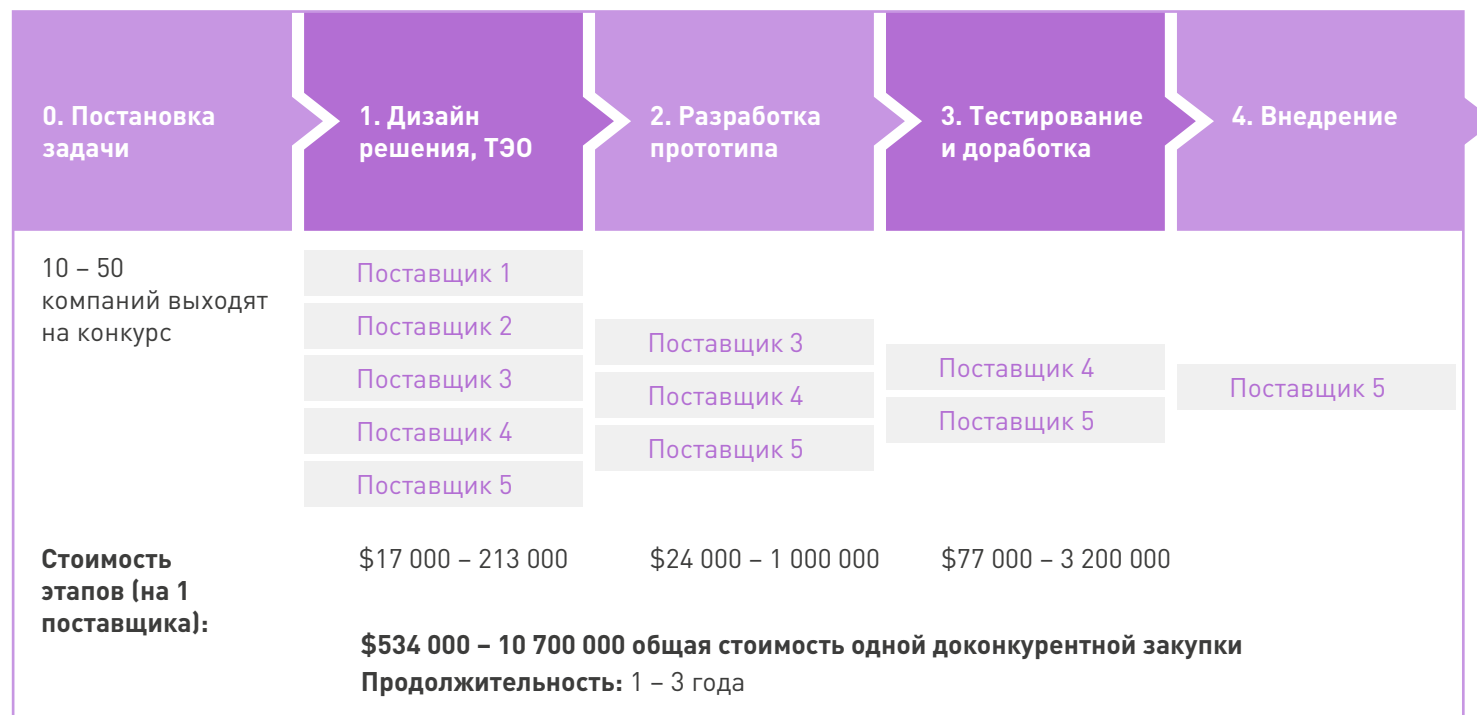 0. Постановка
задачи
1. Дизайн
решения, ТЭО
2. Разработка
прототипа
3. Тестирование
и доработка
4. Внедрение
10 – 50
компаний выходят
на конкурс
Поставщик 1
Поставщик 2
Поставщик 3
Поставщик 4
Поставщик 5
Поставщик 3
Поставщик 4
Поставщик 5
Поставщик 4
Поставщик 5
Поставщик 5
Стоимость
этапов (на 1
поставщика):
$17 000 – 213 000
$24 000 – 1 000 000
$77 000 – 3 200 000
$534 000 – 10 700 000 общая стоимость одной доконкурентной закупки
Продолжительность: 1 – 3 года